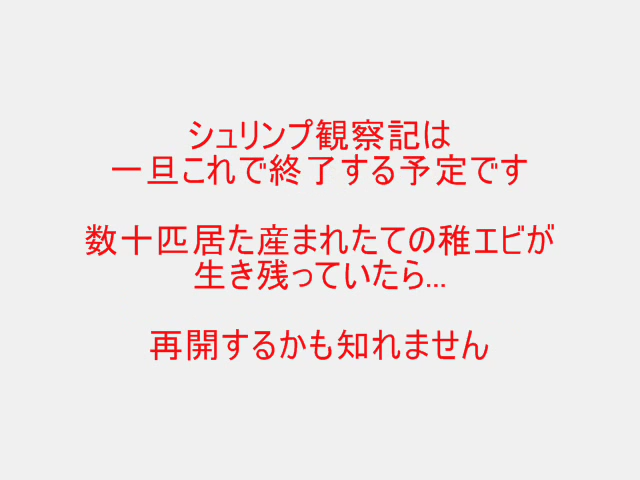 シュリンプ観察記は
一旦これで終了する予定です
数十匹居た産まれたての稚エビが
生き残っていたら...
再開するかも知れません